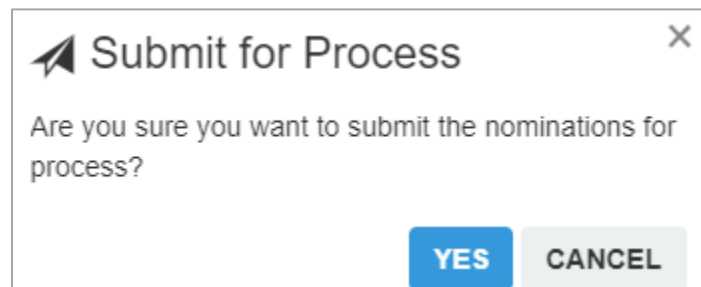 Submit for Process
Are you sure you want to submit the nominations for
process?
YES CANCEL